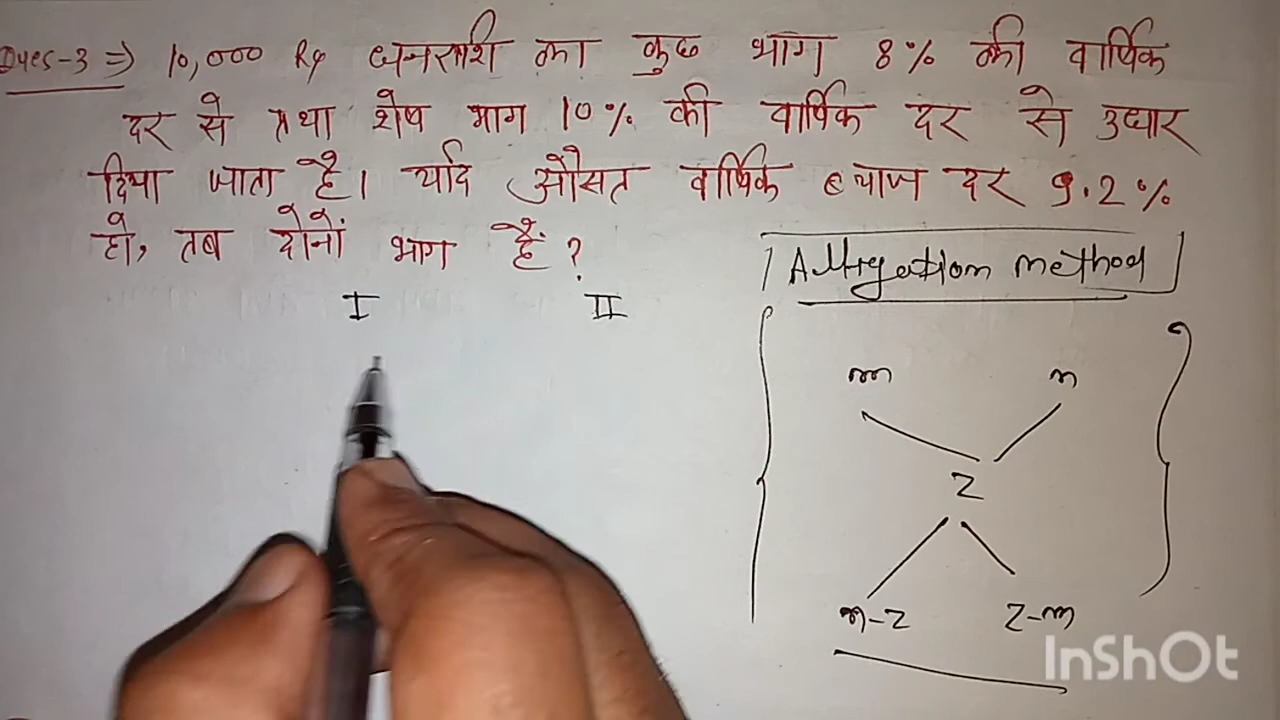 Ques-3 ⇒ 10,000 Rs धनराशि का कुछ भाग 8% की वार्षिक
दर से तथा शेष भाग 10% की वार्षिक दर से उधार
दिया जाता है। यदि औसत वार्षिक ब्याज दर 9.2%
हो, तब दोनों भाग हैं?
Alligation method
I II
m n
z
n-z z-m
InShOt